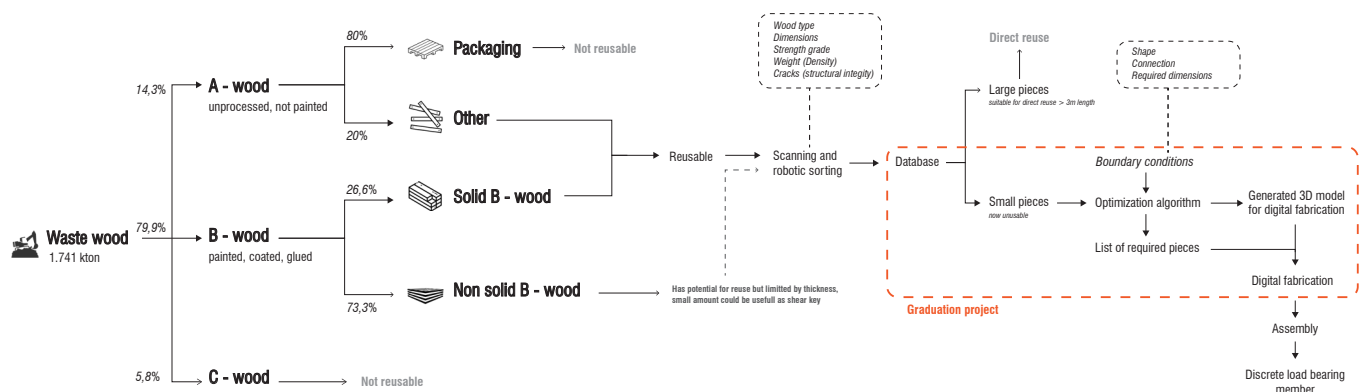 Waste wood
1.741 kton
14,3%
79,9%
5,8%
A - wood
unprocessed, not painted
B - wood
painted, coated, glued
C - wood
Not reusable
80%
20%
26,6%
73,3%
Packaging
Not reusable
Other
Solid B - wood
Non solid B - wood
Has potential for reuse but limitted by thickness,
small amount could be usefull as shear key
Reusable
Wood type
Dimensions
Strength grade
Weight (Density)
Cracks (structural integity)
Scanning and
robotic sorting
Database
Direct reuse
Large pieces
suitable for direct reuse > 3m length
Small pieces
now unusable
Shape
Connection
Required dimensions
Boundary conditions
Optimization algorithm
List of required pieces
Generated 3D model
for digital fabrication
Digital fabrication
Graduation project
Assembly
Discrete load bearing
member